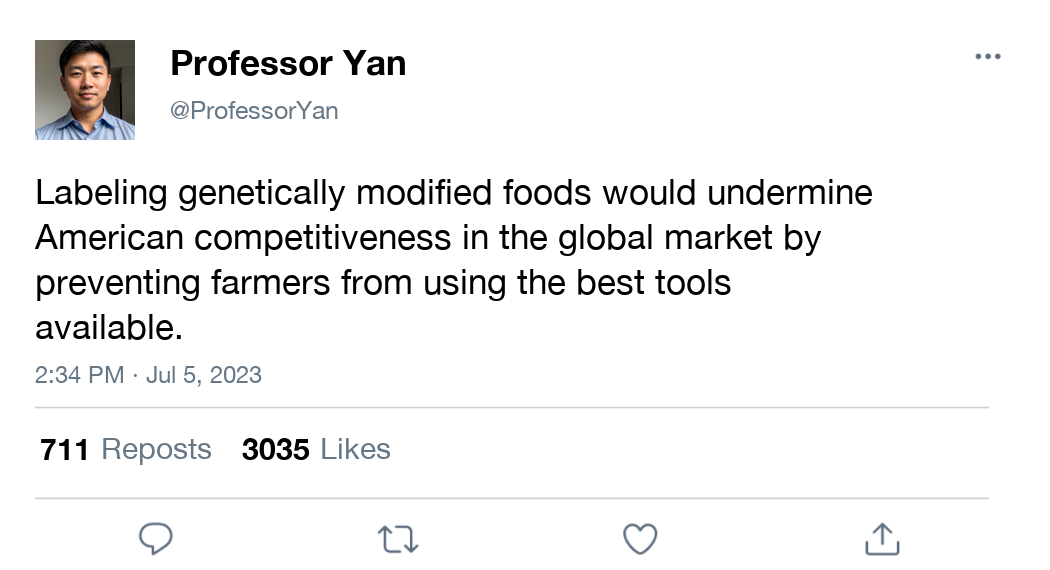 Professor Yan
@ProfessorYan
Labeling genetically modified foods would undermine
American competitiveness in the global market by
preventing farmers from using the best tools
available.
2:34 PM · Jul 5, 2023
711 Reposts 3035 Likes